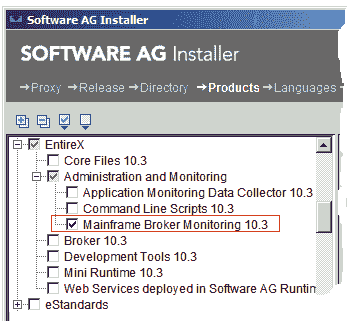 Software AG Installer
SOFTWARE AG Installer
Proxy Release Directory Products Languages
EntireX
Core Files 10.3
Administration and Monitoring
Application Monitoring Data Collector 10.3
Command Line Scripts 10.3
Mainframe Broker Monitoring 10.3
Broker 10.3
Development Tools 10.3
Mini Runtime 10.3
Web Services deployed in Software AG Runtim
eStandards